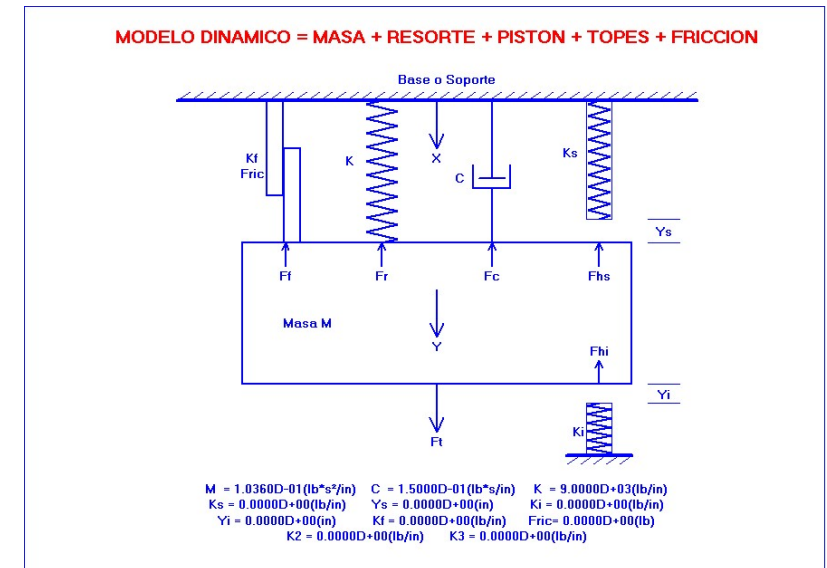 MODELO DINAMICO = MASA + RESORTE + PISTON + TOPES + FRICCION
Base o Soporte
Kf
Fric
K
X
C
Ks
Ys
Ff
Fr
Fc
Fhs
Masa M
Y
Fhi
Yi
Ft
Ki
M = 1.0360D-01(lb*s²/in) C = 1.5000D-01(lb*s/in) K = 9.0000D+03(lb/in)
Ks = 0.0000D+00(lb/in) Ys = 0.0000D+00(in) Ki = 0.0000D+00(lb/in)
Yi = 0.0000D+00(in) Kf = 0.0000D+00(lb/in) Fric= 0.0000D+00(lb)
K2 = 0.0000D+00(lb/in) K3 = 0.0000D+00(lb/in)